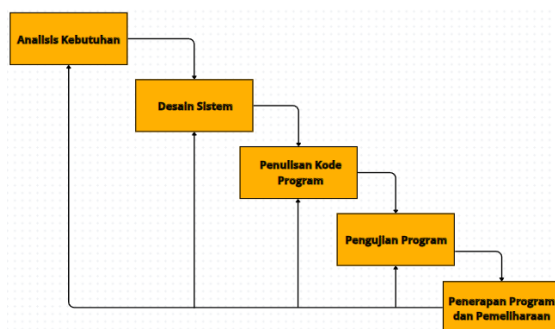 Analisis Kebutuhan
Desain Sistem
Penulisan Kode
Program
Pengujian Program
Penerapan Program
dan Pemeliharaan